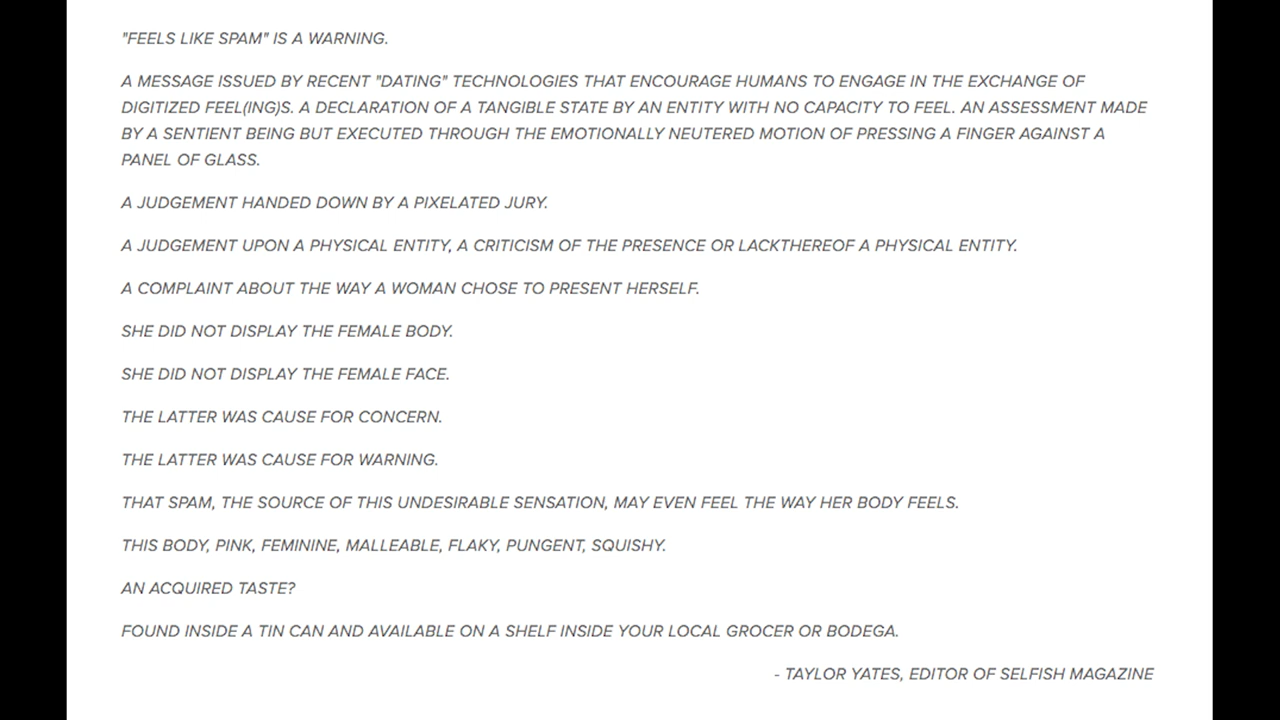 "FEELS LIKE SPAM" IS A WARNING.
A MESSAGE ISSUED BY RECENT "DATING" TECHNOLOGIES THAT ENCOURAGE HUMANS TO ENGAGE IN THE EXCHANGE OF
DIGITIZED FEEL(ING)S. A DECLARATION OF A TANGIBLE STATE BY AN ENTITY WITH NO CAPACITY TO FEEL. AN ASSESSMENT MADE
BY A SENTIENT BEING BUT EXECUTED THROUGH THE EMOTIONALLY NEUTERED MOTION OF PRESSING A FINGER AGAINST A
PANEL OF GLASS.
A JUDGEMENT HANDED DOWN BY A PIXELATED JURY.
A JUDGEMENT UPON A PHYSICAL ENTITY, A CRITICISM OF THE PRESENCE OR LACKTHEREOF A PHYSICAL ENTITY.
A COMPLAINT ABOUT THE WAY A WOMAN CHOSE TO PRESENT HERSELF.
SHE DID NOT DISPLAY THE FEMALE BODY.
SHE DID NOT DISPLAY THE FEMALE FACE.
THE LATTER WAS CAUSE FOR CONCERN.
THE LATTER WAS CAUSE FOR WARNING.
THAT SPAM, THE SOURCE OF THIS UNDESIRABLE SENSATION, MAY EVEN FEEL THE WAY HER BODY FEELS.
THIS BODY, PINK, FEMININE, MALLEABLE, FLAKY, PUNGENT, SQUISHY.
AN ACQUIRED TASTE?
FOUND INSIDE A TIN CAN AND AVAILABLE ON A SHELF INSIDE YOUR LOCAL GROCER OR BODEGA.
- TAYLOR YATES, EDITOR OF SELFISH MAGAZINE